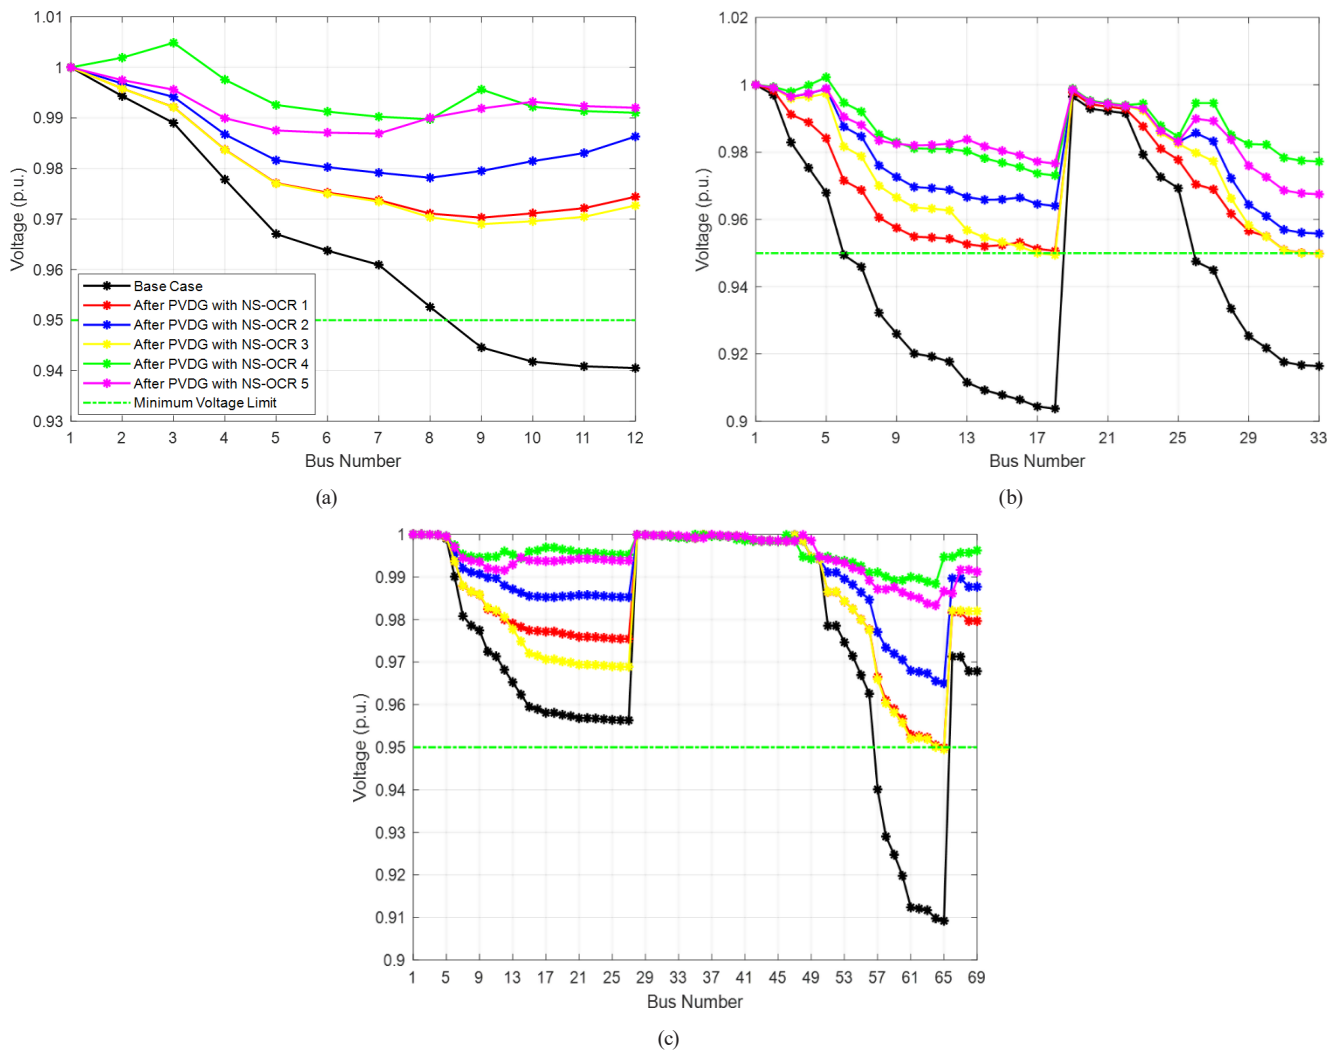 1.01
1
0.99
0.98
0.97
0.96
0.95
0.94
0.93
Voltage (p.u.)
Base Case
After PVDG with NS-OCR 1
After PVDG with NS-OCR 2
After PVDG with NS-OCR 3
After PVDG with NS-OCR 4
After PVDG with NS-OCR 5
Minimum Voltage Limit
1 2 3 4 5 6 7 8 9 10 11 12
Bus Number
(a)
1.02
1
0.98
0.96
0.94
0.92
0.9
Voltage (p.u.)
1 5 9 13 17 21 25 29 33
Bus Number
(b)
1
0.99
0.98
0.97
0.96
0.95
0.94
0.93
0.92
0.91
0.9
Voltage (p.u.)
1 5 9 13 17 21 25 29 33 37 41 45 49 53 57 61 65 69
Bus Number
(c)